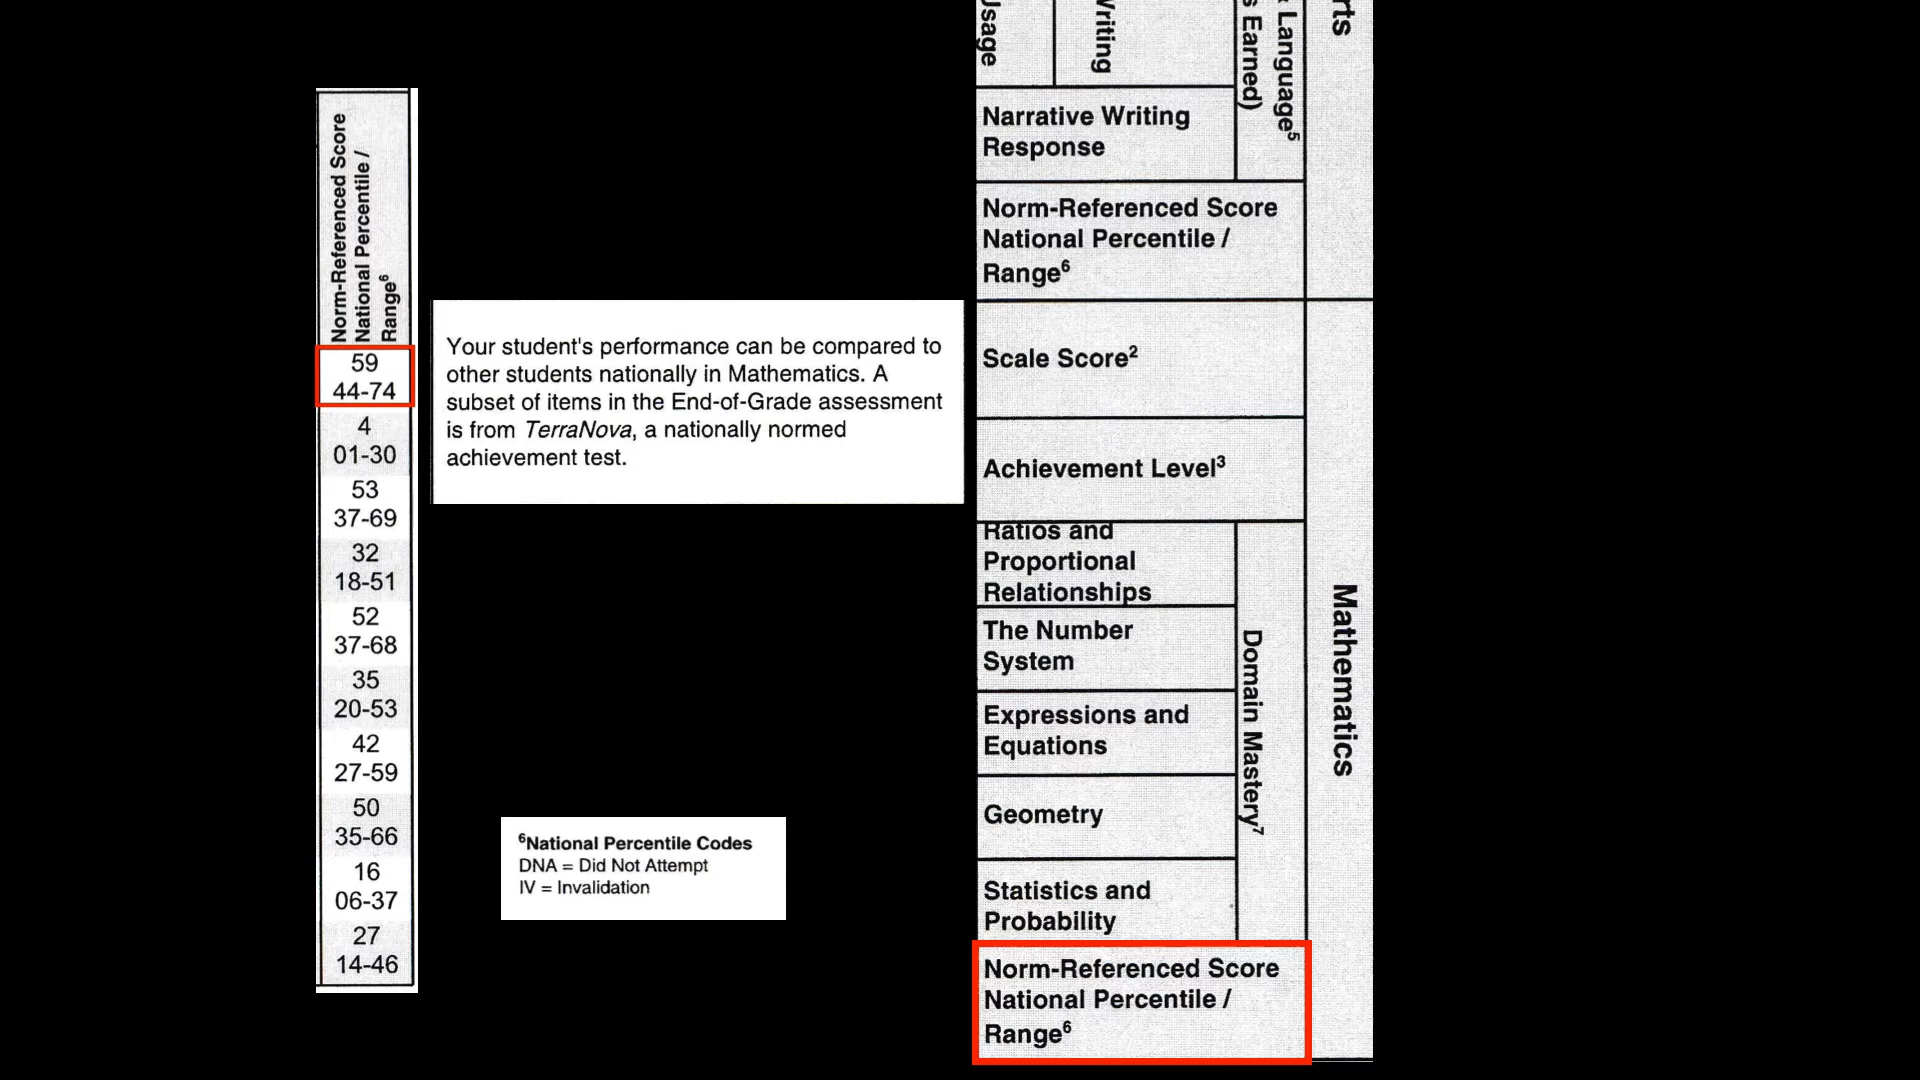 Norm-Referenced Score
National Percentile /
Range⁶
59
44-74
4
01-30
53
37-69
32
18-51
52
37-68
35
20-53
42
27-59
50
35-66
16
06-37
27
14-46
Your student's performance can be compared to
other students nationally in Mathematics. A
subset of items in the End-of-Grade assessment
is from TerraNova, a nationally normed
achievement test.
⁶National Percentile Codes
DNA = Did Not Attempt
IV = Invalidation
Language⁵
Earned)
Narrative Writing
Response
Norm-Referenced Score
National Percentile /
Range⁶
Scale Score²
Achievement Level³
Ratios and
Proportional
Relationships
The Number
System
Expressions and
Equations
Geometry
Statistics and
Probability
Domain Mastery⁷
Mathematics
Norm-Referenced Score
National Percentile /
Range⁶